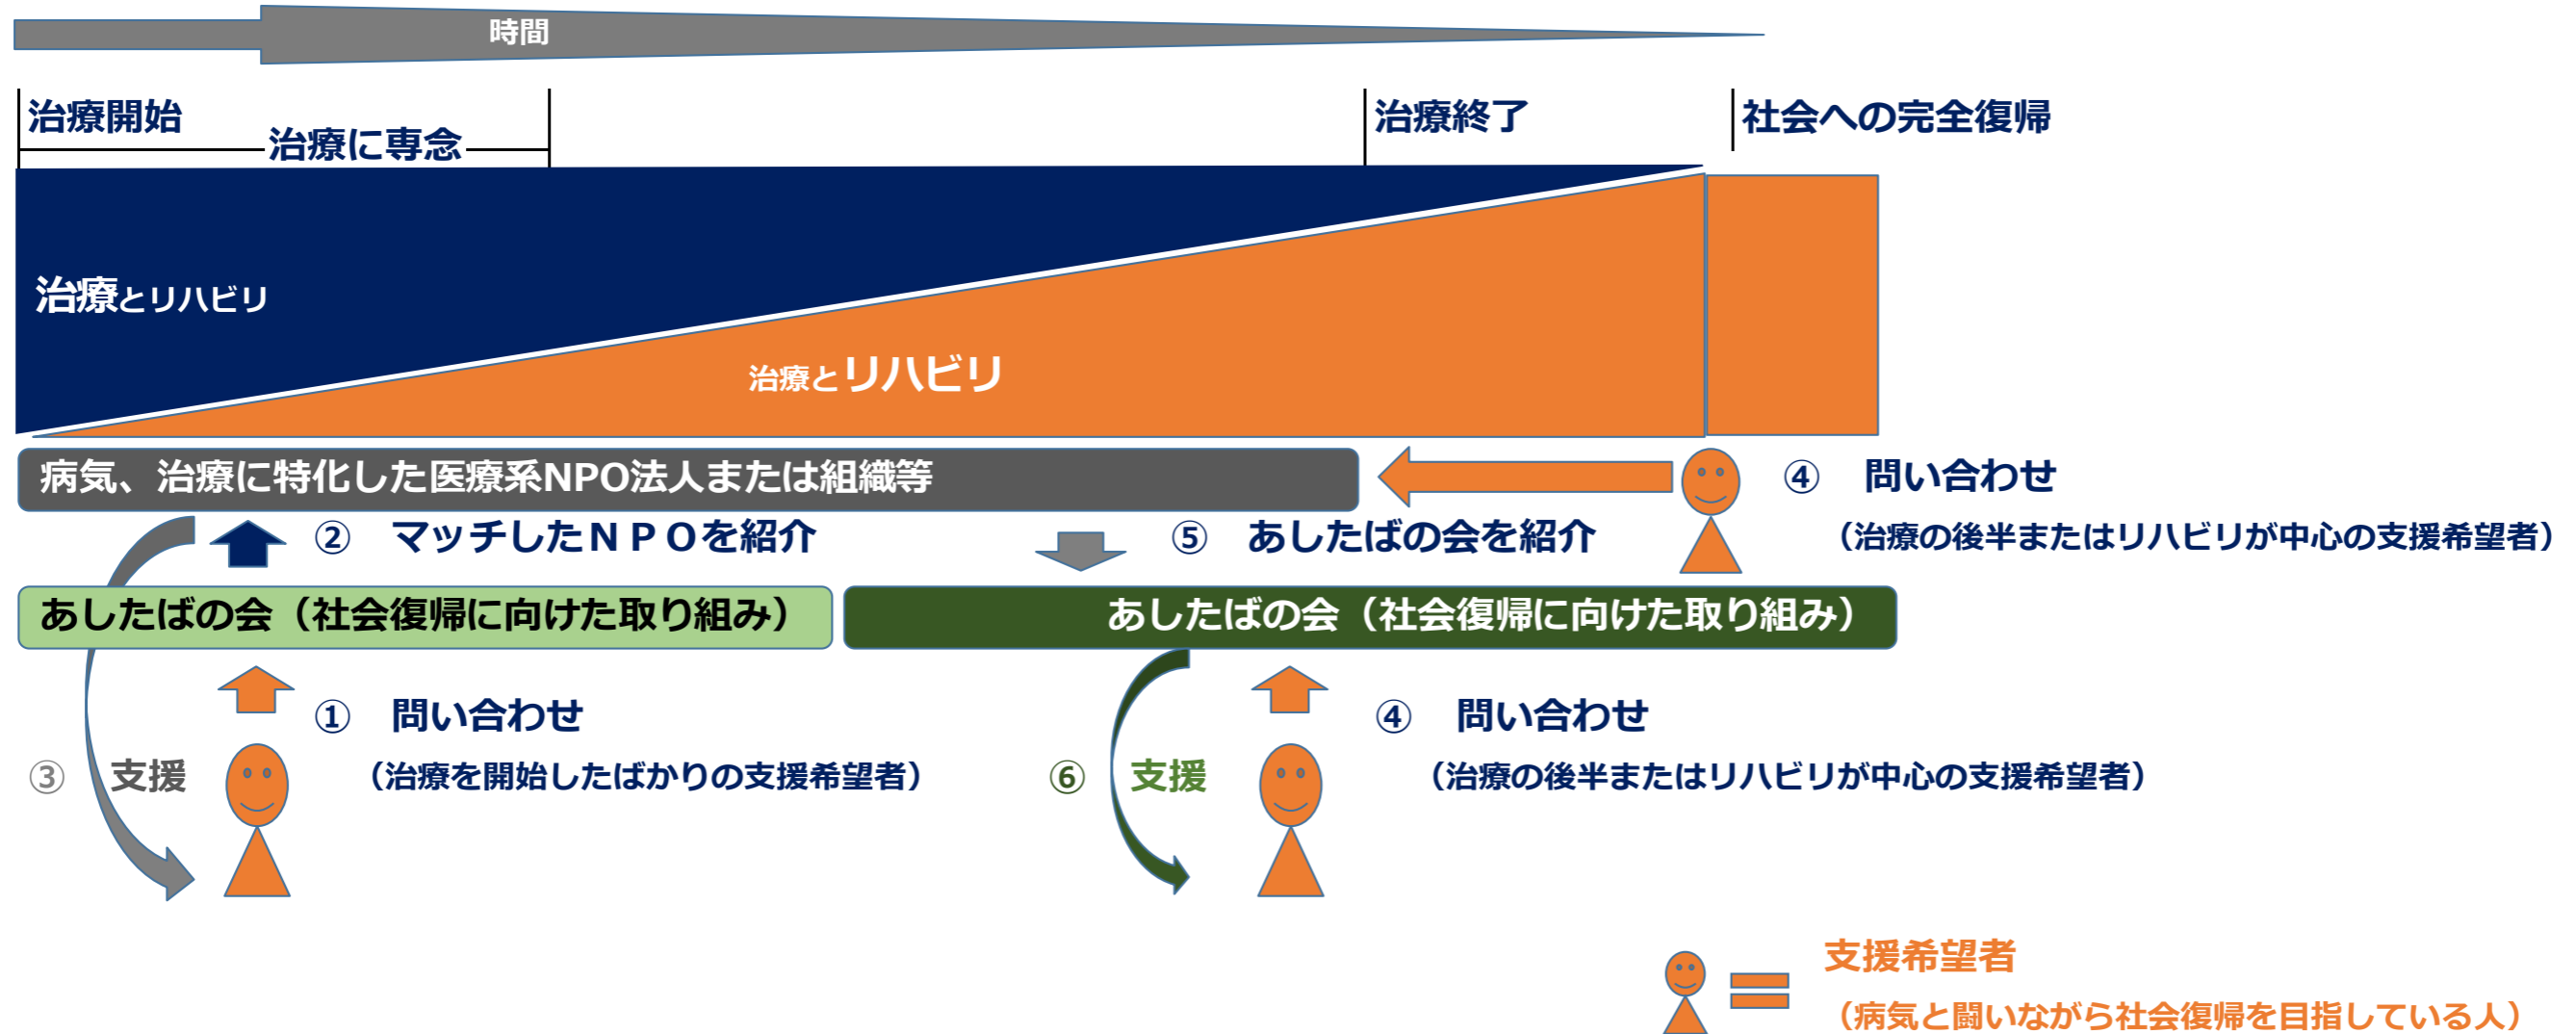 時間
治療開始
治療に専念
治療終了
社会への完全復帰
治療とリハビリ
治療とリハビリ
病気、治療に特化した医療系NPO法人または組織等
④ 問い合わせ
（治療の後半またはリハビリが中心の支援希望者）
② マッチしたＮＰＯを紹介
⑤ あしたばの会を紹介
あしたばの会（社会復帰に向けた取り組み）
あしたばの会（社会復帰に向けた取り組み）
① 問い合わせ
（治療を開始したばかりの支援希望者）
③ 支援
④ 問い合わせ
（治療の後半またはリハビリが中心の支援希望者）
⑥ 支援
支援希望者
（病気と闘いながら社会復帰を目指している人）